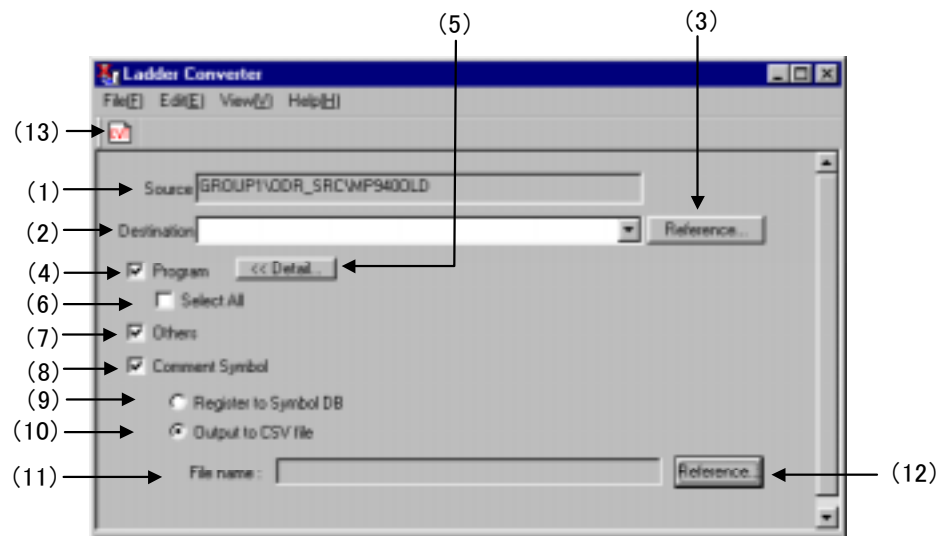 (5) (3)
Ladder Converter
File(F) Edit(E) View(V) Help(H)
(13)
(1) Source GROUP1\ODR_SRC\MP940OLD
(2) Destination Reference...
(4) Program << Detail...
(6) Select All
(7) Others
(8) Comment Symbol
(9) Register to Symbol DB
(10) Output to CSV file
(11) File name : Reference... (12)